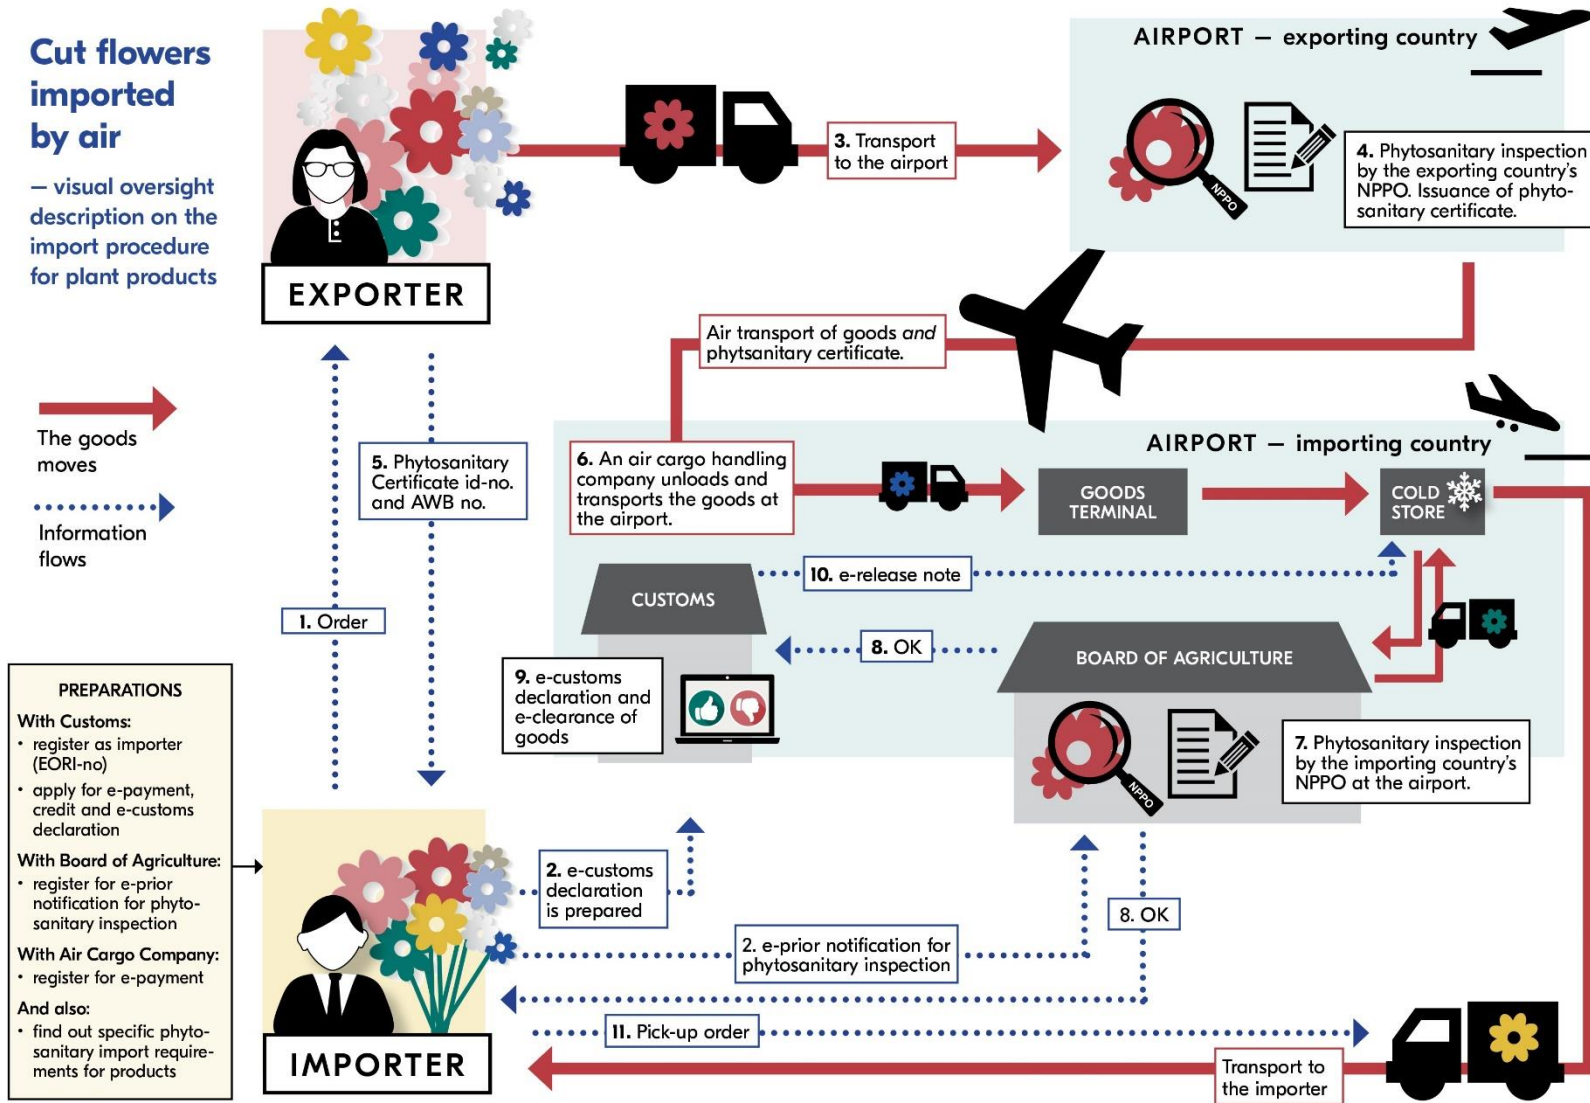 Cut flowers
imported
by air
– visual oversight
description on the
import procedure
for plant products
EXPORTER
3. Transport
to the airport
AIRPORT – exporting country
NPPO
4. Phytosanitary inspection
by the exporting country's
NPPO. Issuance of phyto-
sanitary certificate.
Air transport of goods and
phytsanitary certificate.
The goods
moves
Information
flows
1. Order
5. Phytosanitary
Certificate id-no.
and AWB no.
AIRPORT – importing country
6. An air cargo handling
company unloads and
transports the goods at
the airport.
GOODS
TERMINAL
COLD
STORE
10. e-release note
CUSTOMS
8. OK
BOARD OF AGRICULTURE
9. e-customs
declaration and
e-clearance of
goods
NPPO
7. Phytosanitary inspection
by the importing country's
NPPO at the airport.
PREPARATIONS
With Customs:
• register as importer
(EORI-no)
• apply for e-payment,
credit and e-customs
declaration
With Board of Agriculture:
• register for e-prior
notification for phyto-
sanitary inspection
With Air Cargo Company:
• register for e-payment
And also:
• find out specific phyto-
sanitary import require-
ments for products
IMPORTER
2. e-customs
declaration
is prepared
2. e-prior notification for
phytosanitary inspection
8. OK
11. Pick-up order
Transport to
the importer